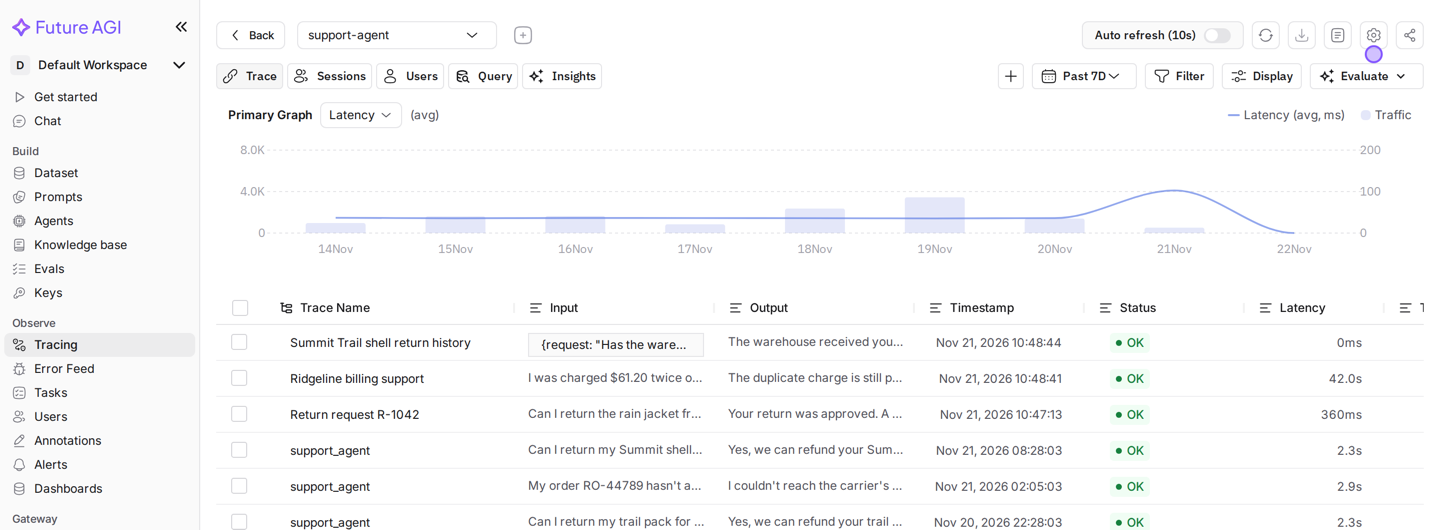 Future AGI
D Default Workspace
Get started
Chat
Build
Dataset
Prompts
Agents
Knowledge base
Evals
Keys
Observe
Tracing
Error Feed
Tasks
Users
Annotations
Alerts
Dashboards
Gateway
Back support-agent Auto refresh (10s)
Trace Sessions Users Query Insights Past 7D Filter Display Evaluate
Primary Graph Latency (avg) Latency (avg, ms) Traffic
8.0K 200
4.0K 100
0 0
14Nov 15Nov 16Nov 17Nov 18Nov 19Nov 20Nov 21Nov 22Nov
Trace Name Input Output Timestamp Status Latency
Summit Trail shell return history {request: "Has the ware... The warehouse received you... Nov 21, 2026 10:48:44 OK 0ms
Ridgeline billing support I was charged $61.20 twice o... The duplicate charge is still p... Nov 21, 2026 10:48:41 OK 42.0s
Return request R-1042 Can I return the rain jacket fr... Your return was approved. A ... Nov 21, 2026 10:47:13 OK 360ms
support_agent Can I return my Summit shell... Yes, we can refund your Sum... Nov 21, 2026 08:28:03 OK 2.3s
support_agent My order RO-44789 hasn't a... I couldn't reach the carrier's ... Nov 21, 2026 02:05:03 OK 2.9s
support_agent Can I return my trail pack for ... Yes, we can refund your trail ... Nov 20, 2026 22:28:03 OK 2.3s